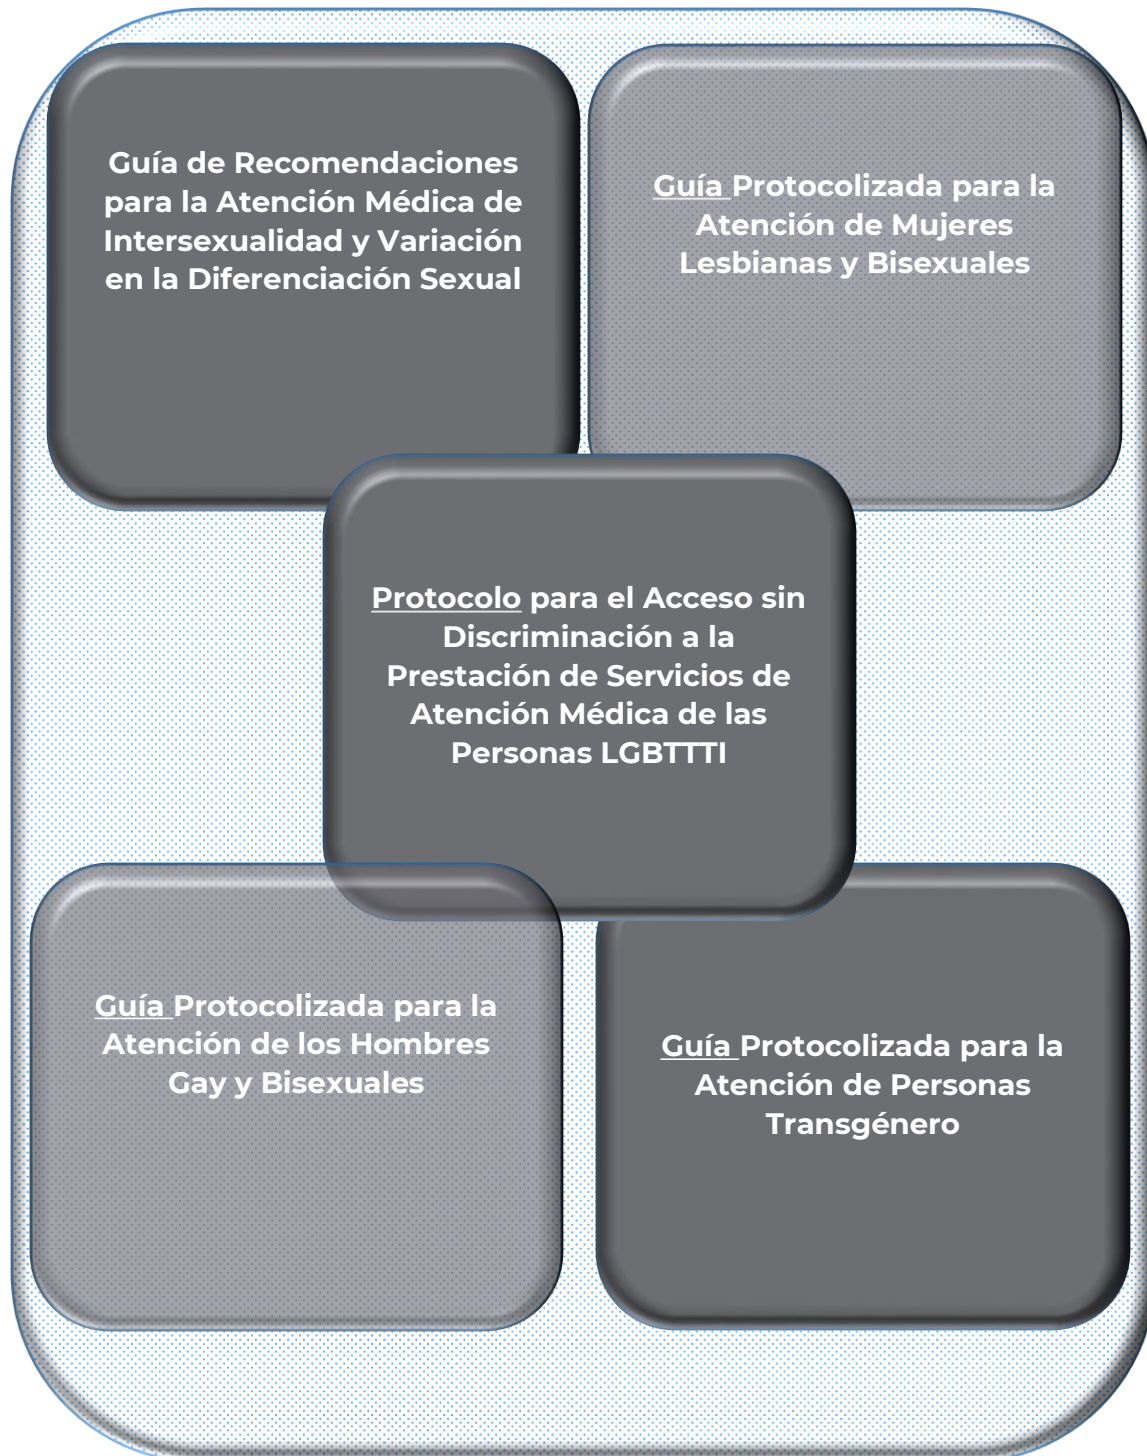 Guía de Recomendaciones
para la Atención Médica de
Intersexualidad y Variación
en la Diferenciación Sexual
Guía Protocolizada para la
Atención de Mujeres
Lesbianas y Bisexuales
Protocolo para el Acceso sin
Discriminación a la
Prestación de Servicios de
Atención Médica de las
Personas LGBTTTI
Guía Protocolizada para la
Atención de los Hombres
Gay y Bisexuales
Guía Protocolizada para la
Atención de Personas
Transgénero